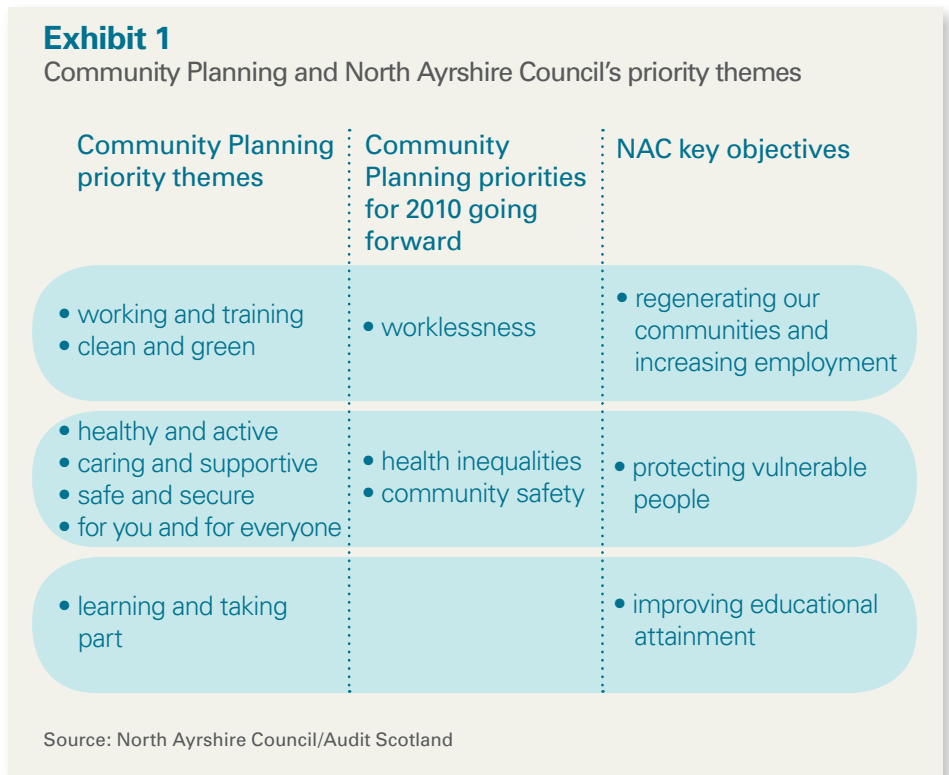 Exhibit 1
Community Planning and North Ayrshire Council’s priority themes
Community Planning
priority themes
Community
Planning priorities
for 2010 going
forward
NAC key objectives
• working and training
• clean and green
• worklessness
• regenerating our
communities and
increasing employment
• healthy and active
• caring and supportive
• safe and secure
• for you and for everyone
• health inequalities
• community safety
• protecting vulnerable
people
• learning and taking
part
• improving educational
attainment
Source: North Ayrshire Council/Audit Scotland